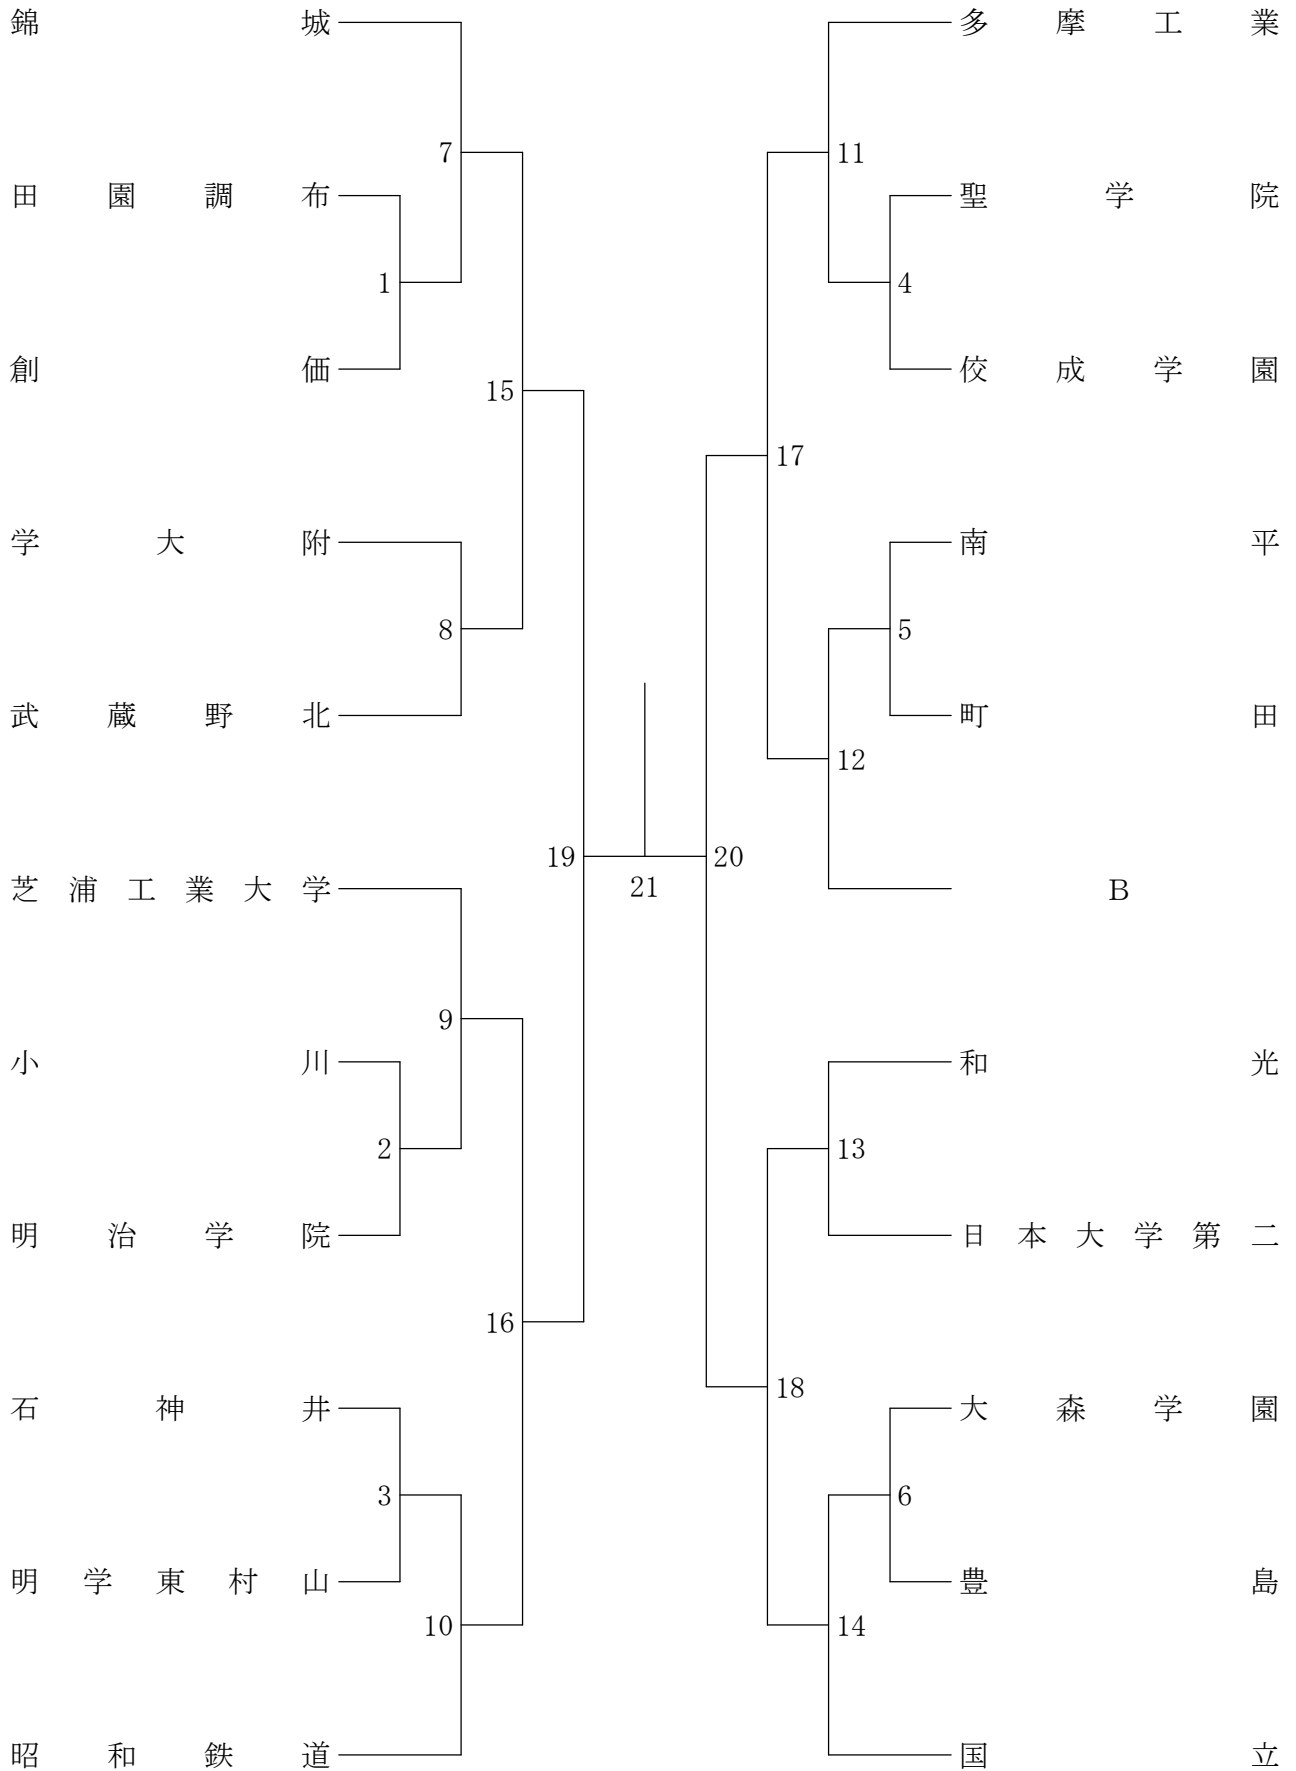 錦城
多摩工業
7
11
田園調布
聖学院
1
4
創価
佼成学園
15
17
学大附
南平
8
5
武蔵野北
町田
12
19
20
21
芝浦工業大学
B
9
小川
和光
2
13
明治学院
日本大学第二
16
18
石神井
大森学園
3
6
明学東村山
豊島
10
14
昭和鉄道
国立